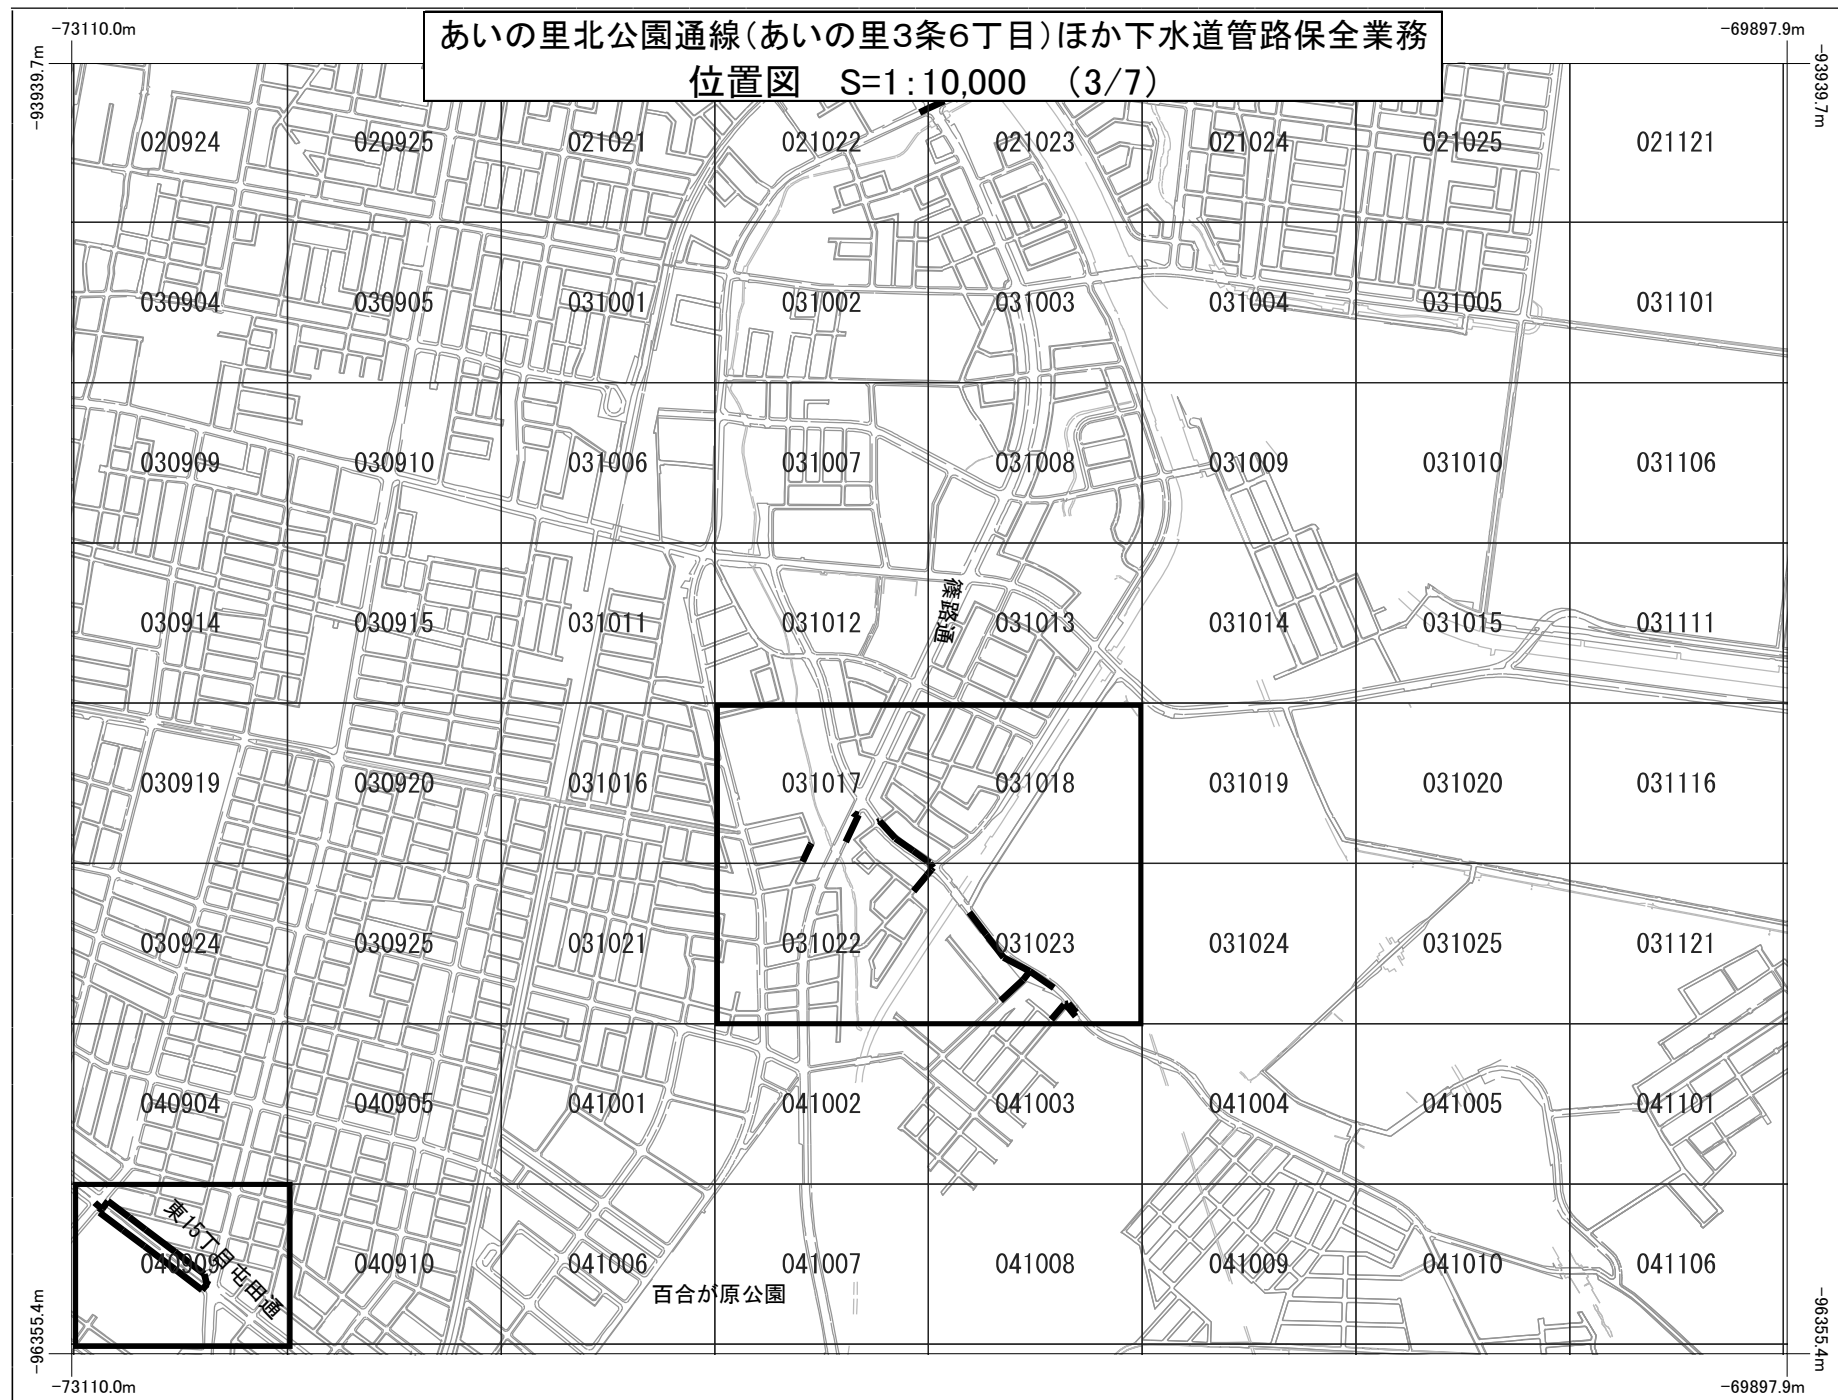 あいの里北公園通線(あいの里3条6丁目)ほか下水道管路保全業務
位置図 S=1:10,000 (3/7)
-73110.0m
-69897.9m
-93939.7m
-93939.7m
020924 020925 021021 021022 021023 021024 021025 021121
030904 030905 031001 031002 031003 031004 031005 031101
030909 030910 031006 031007 031008 031009 031010 031106
篠路通
030914 030915 031011 031012 031013 031014 031015 031111
030919 030920 031016 031017 031018 031019 031020 031116
030924 030925 031021 031022 031023 031024 031025 031121
040904 040905 041001 041002 041003 041004 041005 041101
東15丁目屯田通
040909 040910 041006 041007 041008 041009 041010 041106
百合が原公園
-96355.4m
-96355.4m
-73110.0m
-69897.9m